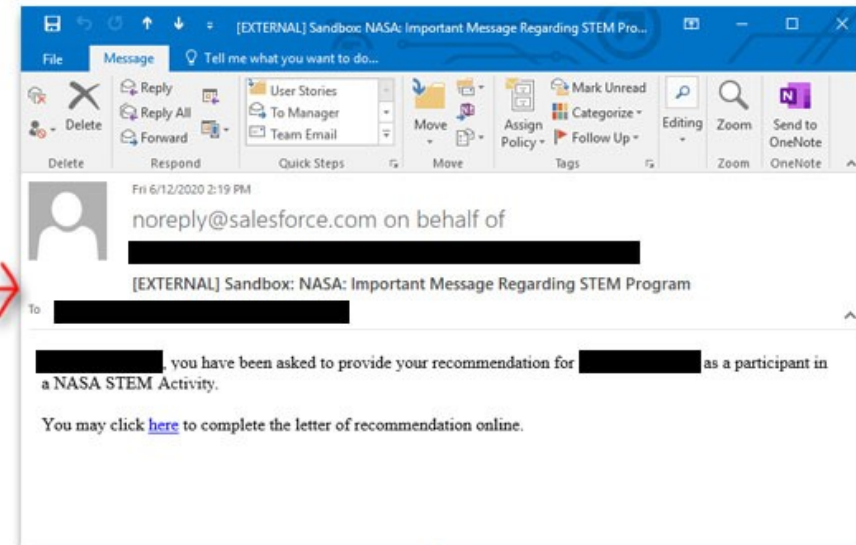 [EXTERNAL] Sandbox: NASA: Important Message Regarding STEM Pro...
File Message Tell me what you want to do...
Delete
Reply
Reply All
Forward
User Stories
To Manager
Team Email
Move
Assign
Policy
Mark Unread
Categorize
Follow Up
Editing
Zoom
Send to
OneNote
Delete Respond Quick Steps Move Tags Zoom OneNote
Fri 6/12/2020 2:19 PM
noreply@salesforce.com on behalf of
[EXTERNAL] Sandbox: NASA: Important Message Regarding STEM Program
To
, you have been asked to provide your recommendation for as a participant in
a NASA STEM Activity.
You may click here to complete the letter of recommendation online.